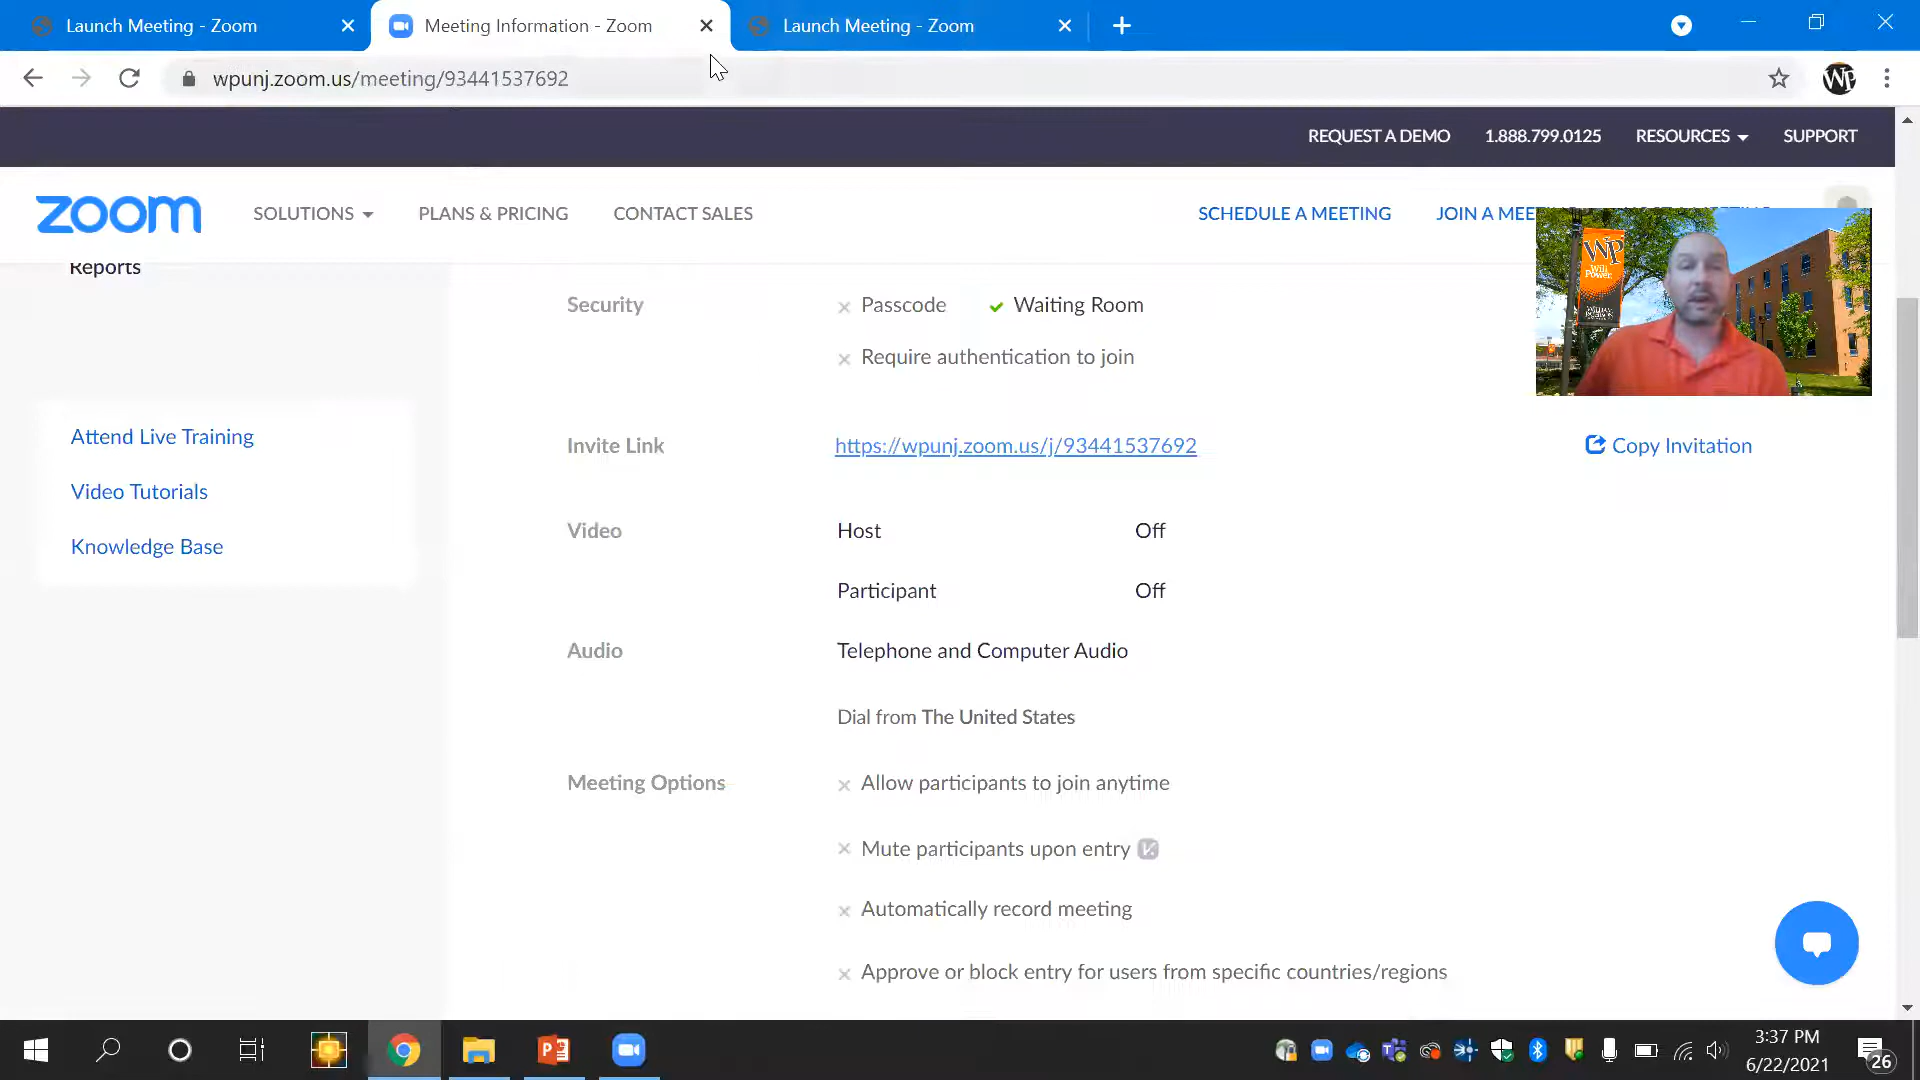 Launch Meeting - Zoom
Meeting Information - Zoom
Launch Meeting - Zoom
wpunj.zoom.us/meeting/93441537692
WP
REQUEST A DEMO
1.888.799.0125
RESOURCES
SUPPORT
zoom
SOLUTIONS
PLANS & PRICING
CONTACT SALES
SCHEDULE A MEETING
JOIN A MEE
Reports
WP
Will
Power
Security
Passcode
Waiting Room
Require authentication to join
Attend Live Training
Video Tutorials
Knowledge Base
Invite Link
https://wpunj.zoom.us/j/93441537692
Copy Invitation
Video
Host
Off
Participant
Off
Audio
Telephone and Computer Audio
Dial from The United States
Meeting Options
Allow participants to join anytime
Mute participants upon entry
Automatically record meeting
Approve or block entry for users from specific countries/regions
3:37 PM
6/22/2021
26